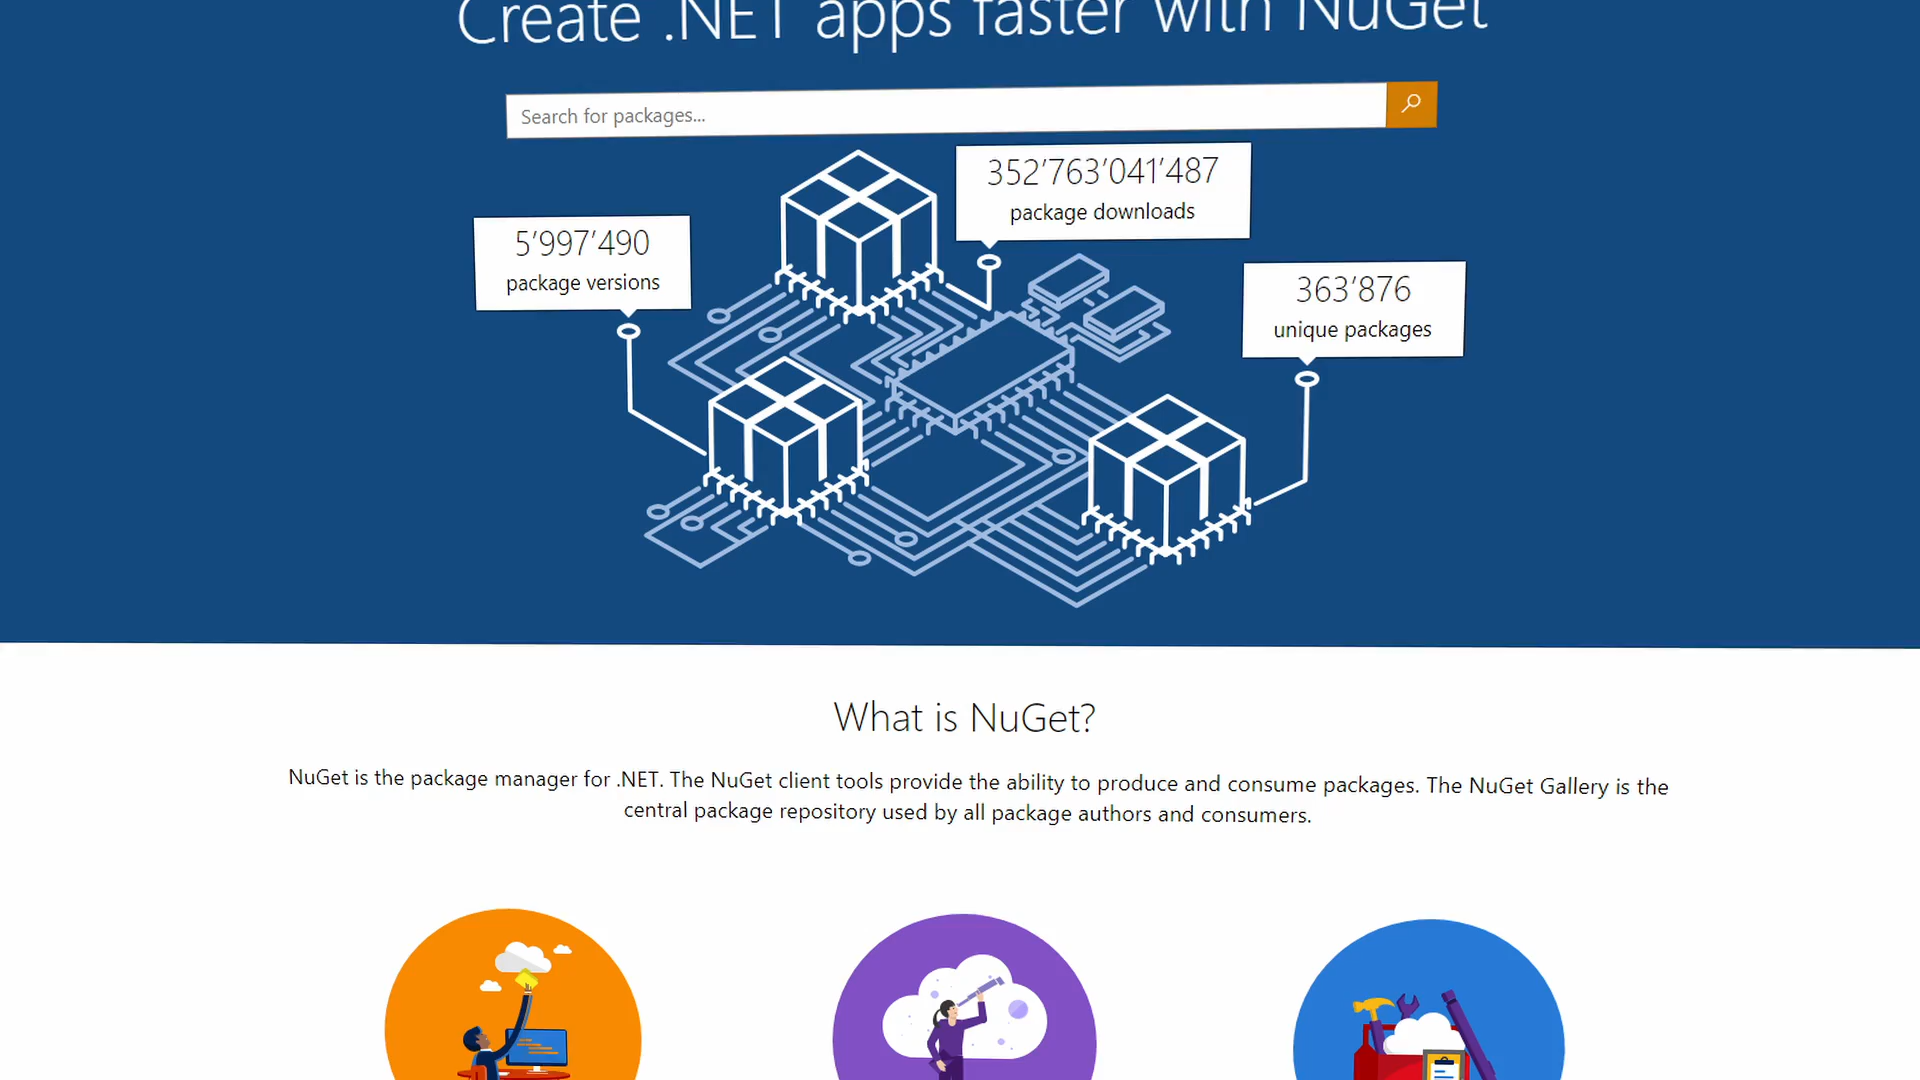 Create .NET apps faster with NuGet
Search for packages...
352’763’041’487
package downloads
5’997’490
package versions
363’876
unique packages
What is NuGet?
NuGet is the package manager for .NET. The NuGet client tools provide the ability to produce and consume packages. The NuGet Gallery is the
central package repository used by all package authors and consumers.